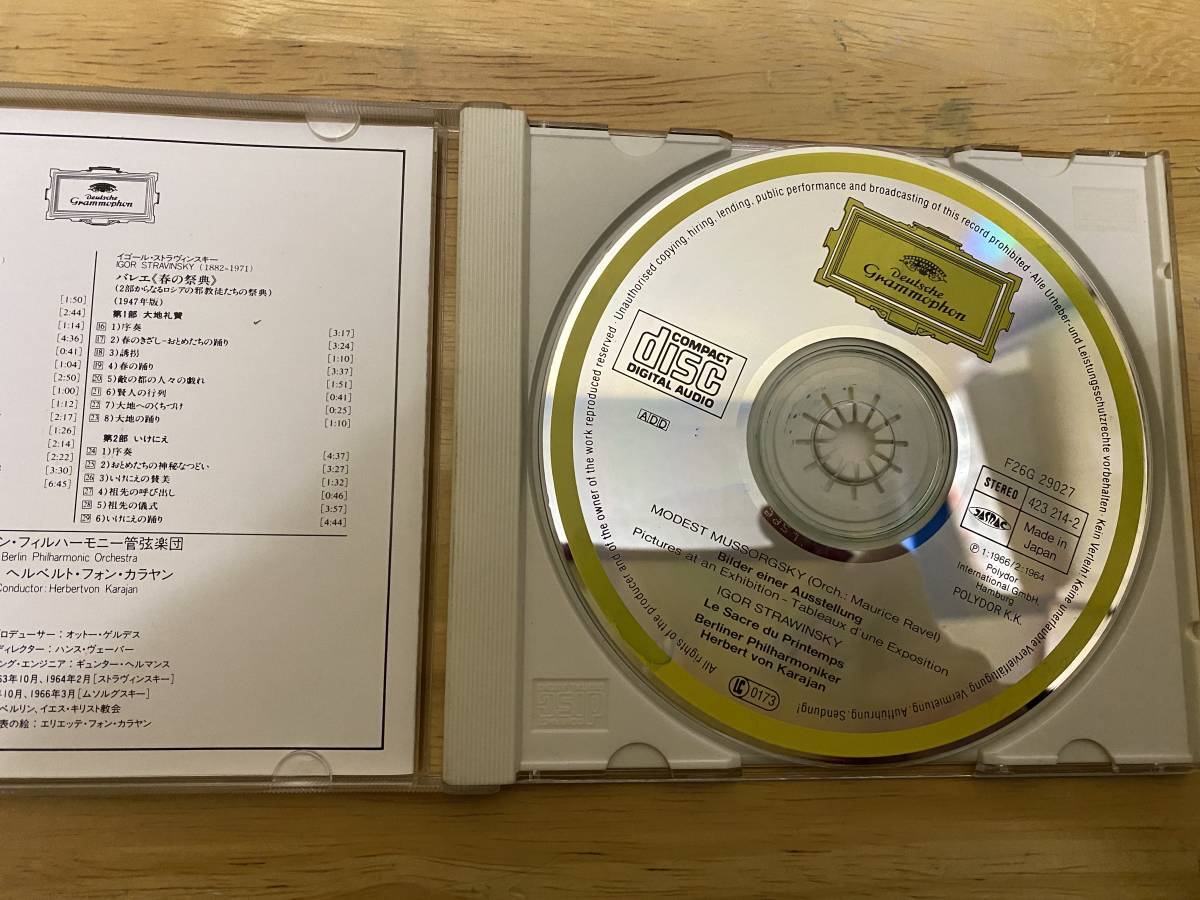 Deutsche
Grammophon
[1:50]
[2:44]
[1:14]
[4:36]
[0:41]
[1:04]
[2:50]
[1:00]
[1:12]
[2:17]
[1:26]
[2:14]
[2:22]
[3:30]
[6:45]
イゴール・ストラヴィンスキー
IGOR STRAVINSKY (1882~1971)
バレエ《春の祭典》
(2部からなるロシアの邪教徒たちの祭典)
(1947年版)
第1部 大地礼賛
16 1)序奏 [3:17]
17 2)春のきざし-おとめたちの踊り [3:24]
18 3)誘拐 [1:10]
19 4)春の踊り [3:37]
20 5)敵の都の人々の戯れ [1:51]
21 6)賢人の行列 [0:41]
22 7)大地へのくちづけ [0:25]
23 8)大地の踊り [1:10]
第2部 いけにえ
24 1)序奏 [4:37]
25 2)おとめたちの神秘なつどい [3:27]
26 3)いけにえの賛美 [1:32]
27 4)祖先の呼び出し [0:46]
28 5)祖先の儀式 [3:57]
29 6)いけにえの踊り [4:44]
ン・フィルハーモニー管弦楽団
Berlin Philharmonic Orchestra
ヘルベルト・フォン・カラヤン
Conductor: Herbertvon Karajan
ロデューサー:オットー・ゲルデス
ディレクター:ハンス・ヴェーバー
ング・エンジニア:ギュンター・ヘルマンス
63年10月、1964年2月[ストラヴィンスキー]
年10月、1966年3月[ムソルグスキー]
ベルリン、イエス・キリスト教会
表の絵:エリエッテ・フォン・カラヤン
All rights of the producer and of the owner of the work reproduced reserved · Unauthorised copying, hiring, lending, public performance and broadcasting of this record prohibited · Alle Urheber- und Leistungsschutzrechte vorbehalten · Kein Verleih! Keine unerlaubte Vervielfältigung, Vermietung, Aufführung, Sendung!
Deutsche
Grammophon
COMPACT
disc
DIGITAL AUDIO
ADD
F26G 29027
STEREO
423 214-2
JASRAC
Made in
Japan
Ⓟ 1:1966/2:1964
Polydor
International GmbH,
Hamburg
POLYDOR K.K.
MODEST MUSSORGSKY (Orch.: Maurice Ravel)
Bilder einer Ausstellung
Pictures at an Exhibition - Tableaux d'une Exposition
IGOR STRAWINSKY
Le Sacre du Printemps
Berliner Philharmoniker
Herbert von Karajan
LC 0173